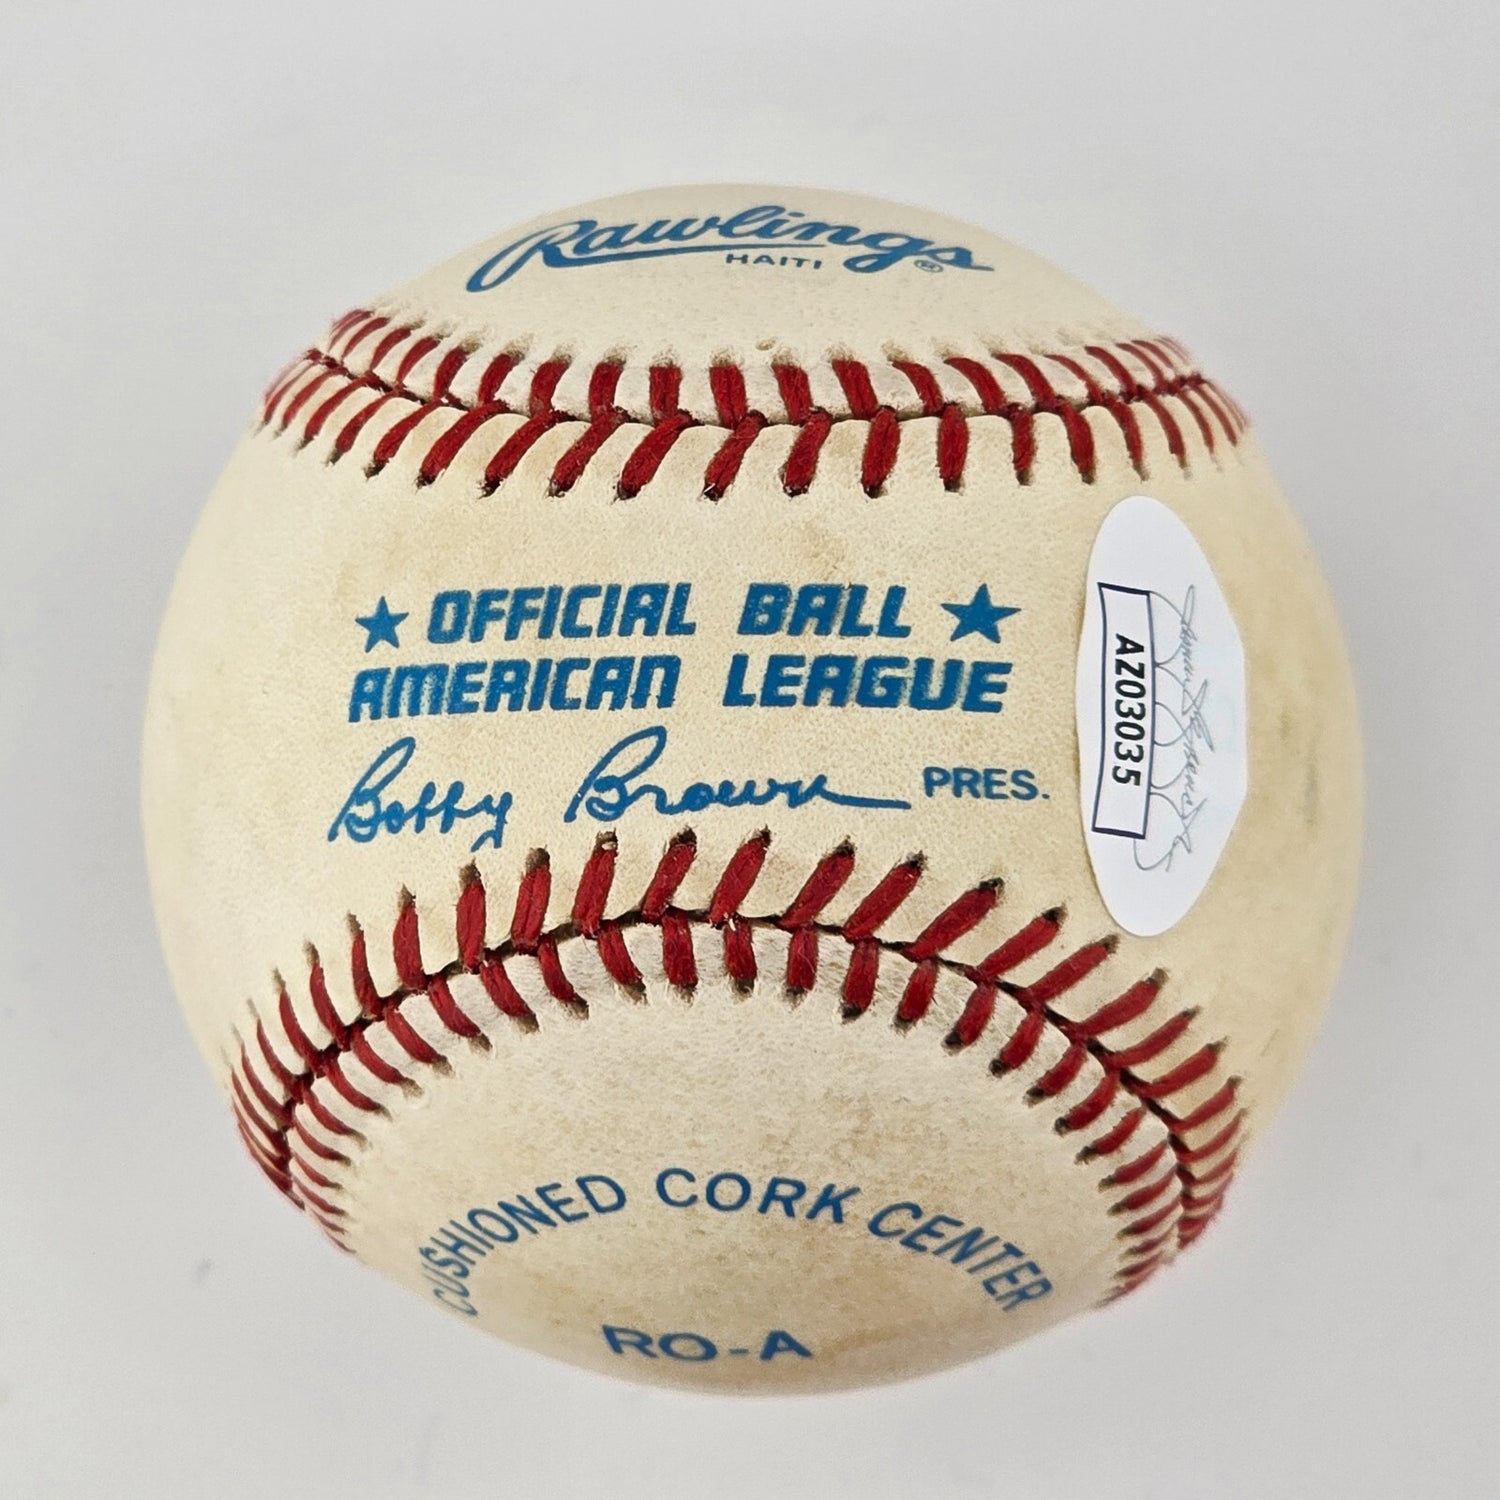 Rawlings®
HAITI
★ OFFICIAL BALL ★
AMERICAN LEAGUE
Bobby Brown PRES.
AZ03035
CUSHIONED CORK CENTER
RO-A